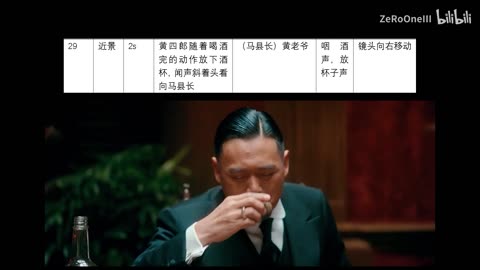 ZeRoOneIII bilibili
29 近景 2s 黄四郎随着喝酒 （马县长）黄老爷 咽 酒 镜头向右移动
完的动作放下酒 声，放
杯，闻声斜着头看 杯子声
向马县长